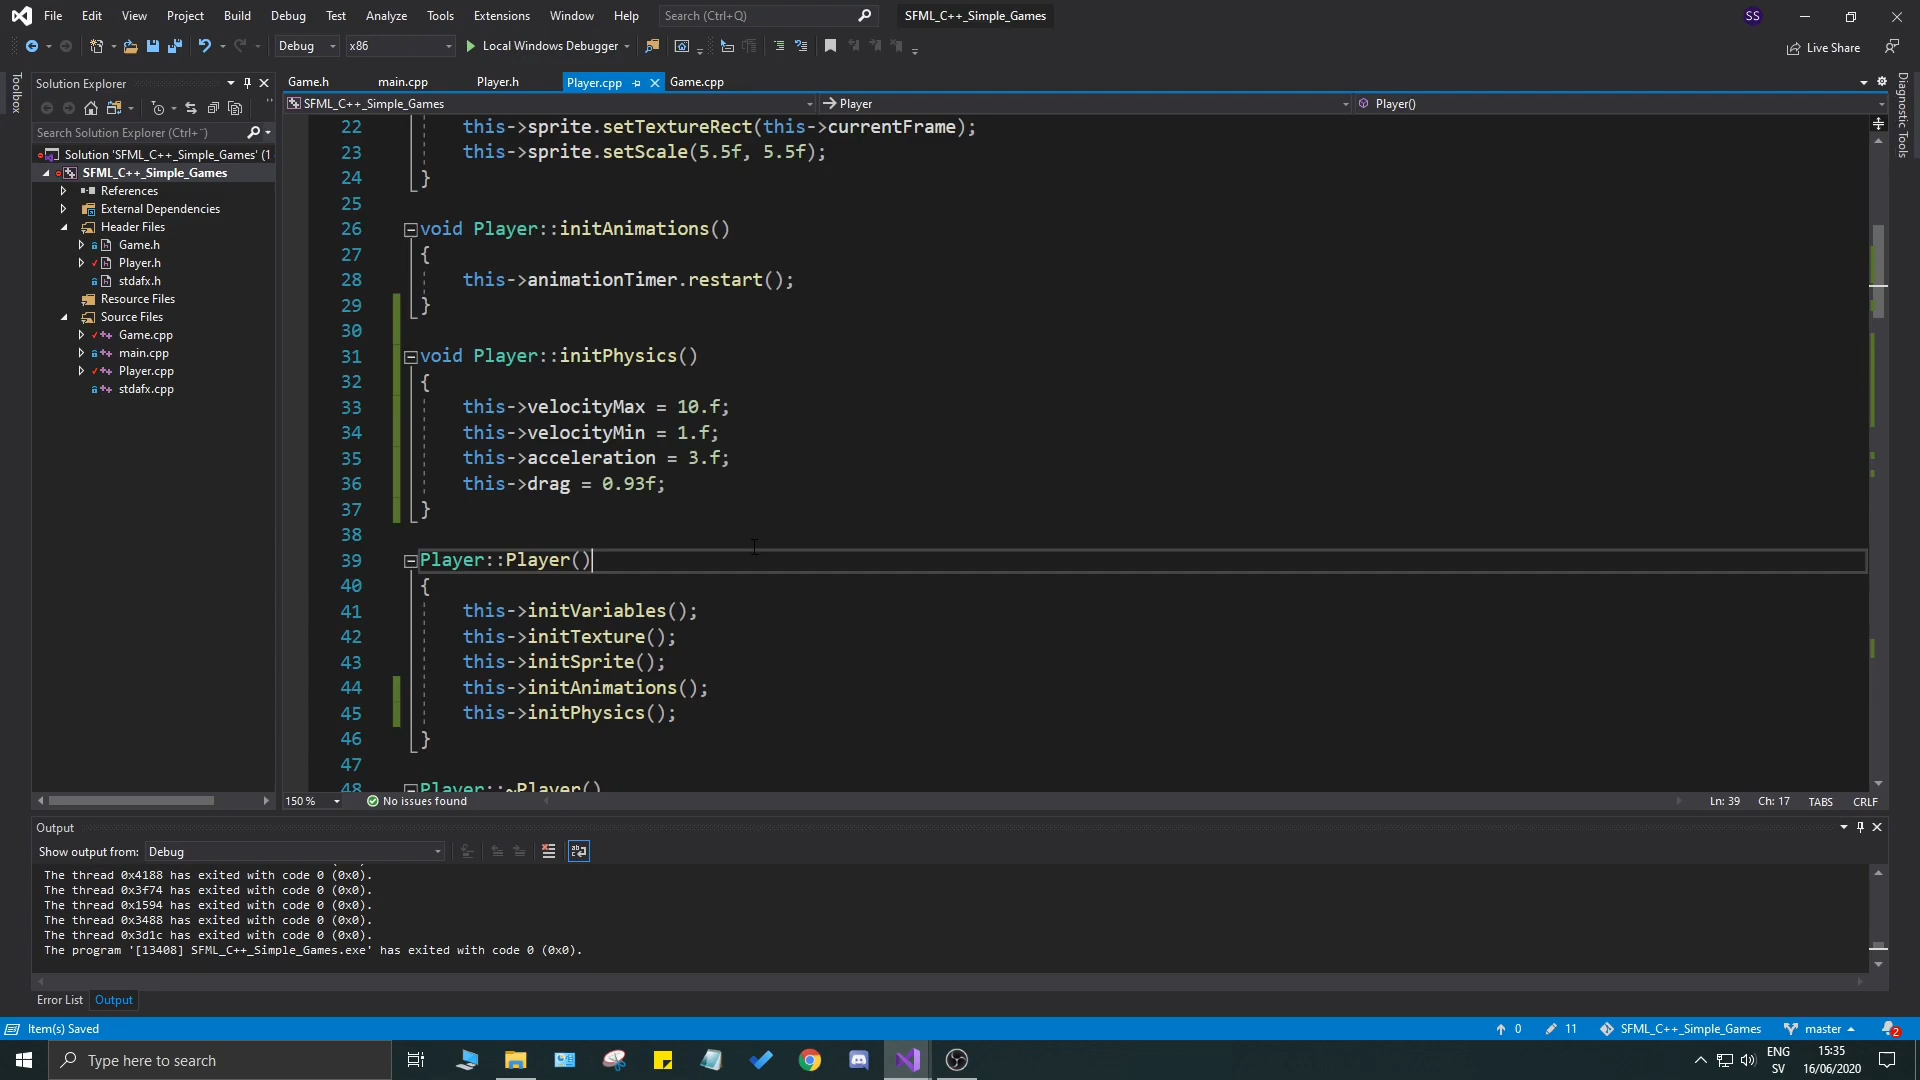 File Edit View Project Build Debug Test Analyze Tools Extensions Window Help Search (Ctrl+Q) SFML_C++_Simple_Games SS
Debug x86 Local Windows Debugger Live Share
Toolbox
Solution Explorer
Search Solution Explorer (Ctrl+¨)
Solution 'SFML_C++_Simple_Games' (1
SFML_C++_Simple_Games
References
External Dependencies
Header Files
Game.h
Player.h
stdafx.h
Resource Files
Source Files
Game.cpp
main.cpp
Player.cpp
stdafx.cpp
Game.h main.cpp Player.h Player.cpp Game.cpp
SFML_C++_Simple_Games Player Player()
22 this->sprite.setTextureRect(this->currentFrame);
23 this->sprite.setScale(5.5f, 5.5f);
24 }
25
26 void Player::initAnimations()
27 {
28 this->animationTimer.restart();
29 }
30
31 void Player::initPhysics()
32 {
33 this->velocityMax = 10.f;
34 this->velocityMin = 1.f;
35 this->acceleration = 3.f;
36 this->drag = 0.93f;
37 }
38
39 Player::Player()
40 {
41 this->initVariables();
42 this->initTexture();
43 this->initSprite();
44 this->initAnimations();
45 this->initPhysics();
46 }
47
48 Player::~Player()
Diagnostic Tools
150 % No issues found Ln: 39 Ch: 17 TABS CRLF
Output
Show output from: Debug
The thread 0x4188 has exited with code 0 (0x0).
The thread 0x3f74 has exited with code 0 (0x0).
The thread 0x1594 has exited with code 0 (0x0).
The thread 0x3488 has exited with code 0 (0x0).
The thread 0x3d1c has exited with code 0 (0x0).
The program '[13408] SFML_C++_Simple_Games.exe' has exited with code 0 (0x0).
Error List Output
Item(s) Saved 0 11 SFML_C++_Simple_Games master 2
Type here to search
ENG
SV
15:35
16/06/2020